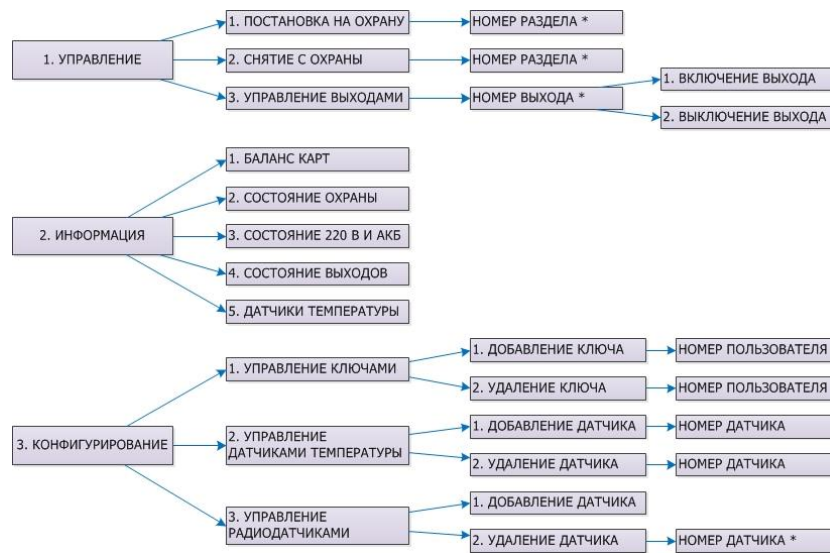 1. УПРАВЛЕНИЕ
1. ПОСТАНОВКА НА ОХРАНУ
НОМЕР РАЗДЕЛА *
2. СНЯТИЕ С ОХРАНЫ
НОМЕР РАЗДЕЛА *
3. УПРАВЛЕНИЕ ВЫХОДАМИ
НОМЕР ВЫХОДА *
1. ВКЛЮЧЕНИЕ ВЫХОДА
2. ВЫКЛЮЧЕНИЕ ВЫХОДА
2. ИНФОРМАЦИЯ
1. БАЛАНС КАРТ
2. СОСТОЯНИЕ ОХРАНЫ
3. СОСТОЯНИЕ 220 В И АКБ
4. СОСТОЯНИЕ ВЫХОДОВ
5. ДАТЧИКИ ТЕМПЕРАТУРЫ
3. КОНФИГУРИРОВАНИЕ
1. УПРАВЛЕНИЕ КЛЮЧАМИ
1. ДОБАВЛЕНИЕ КЛЮЧА
НОМЕР ПОЛЬЗОВАТЕЛЯ
2. УДАЛЕНИЕ КЛЮЧА
НОМЕР ПОЛЬЗОВАТЕЛЯ
2. УПРАВЛЕНИЕ
ДАТЧИКАМИ ТЕМПЕРАТУРЫ
1. ДОБАВЛЕНИЕ ДАТЧИКА
НОМЕР ДАТЧИКА
2. УДАЛЕНИЕ ДАТЧИКА
НОМЕР ДАТЧИКА
3. УПРАВЛЕНИЕ
РАДИОДАТЧИКАМИ
1. ДОБАВЛЕНИЕ ДАТЧИКА
2. УДАЛЕНИЕ ДАТЧИКА
НОМЕР ДАТЧИКА *